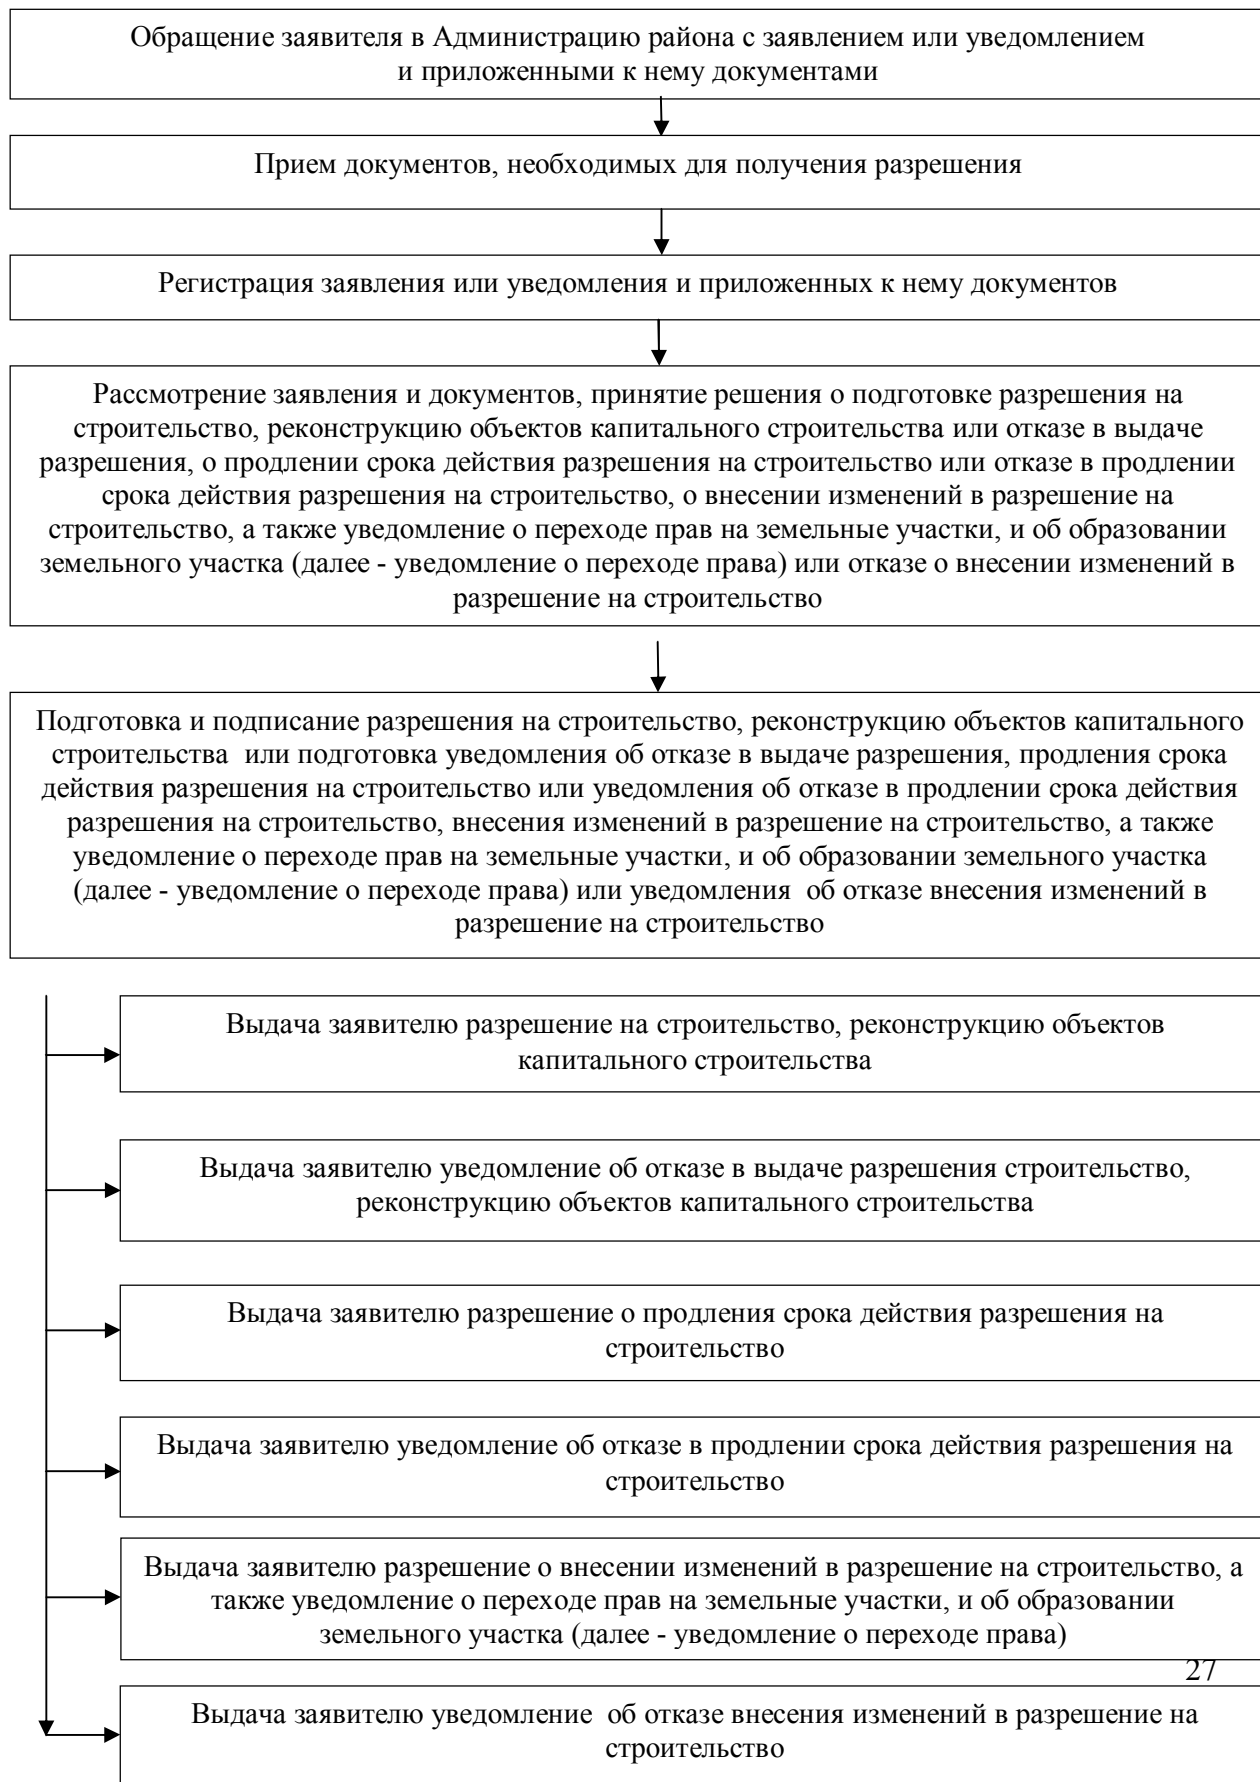 Обращение заявителя в Администрацию района с заявлением или уведомлением
и приложенными к нему документами
Прием документов, необходимых для получения разрешения
Регистрация заявления или уведомления и приложенных к нему документов
Рассмотрение заявления и документов, принятие решения о подготовке разрешения на
строительство, реконструкцию объектов капитального строительства или отказе в выдаче
разрешения, о продлении срока действия разрешения на строительство или отказе в продлении
срока действия разрешения на строительство, о внесении изменений в разрешение на
строительство, а также уведомление о переходе прав на земельные участки, и об образовании
земельного участка (далее - уведомление о переходе права) или отказе о внесении изменений в
разрешение на строительство
Подготовка и подписание разрешения на строительство, реконструкцию объектов капитального
строительства  или подготовка уведомления об отказе в выдаче разрешения, продления срока
действия разрешения на строительство или уведомления об отказе в продлении срока действия
разрешения на строительство, внесения изменений в разрешение на строительство, а также
уведомление о переходе прав на земельные участки, и об образовании земельного участка
(далее - уведомление о переходе права) или уведомления  об отказе внесения изменений в
разрешение на строительство
Выдача заявителю разрешение на строительство, реконструкцию объектов
капитального строительства
Выдача заявителю уведомление об отказе в выдаче разрешения строительство,
реконструкцию объектов капитального строительства
Выдача заявителю разрешение о продления срока действия разрешения на
строительство
Выдача заявителю уведомление об отказе в продлении срока действия разрешения на
строительство
Выдача заявителю разрешение о внесении изменений в разрешение на строительство, а
также уведомление о переходе прав на земельные участки, и об образовании
земельного участка (далее - уведомление о переходе права)
27
Выдача заявителю уведомление  об отказе внесения изменений в разрешение на
строительство